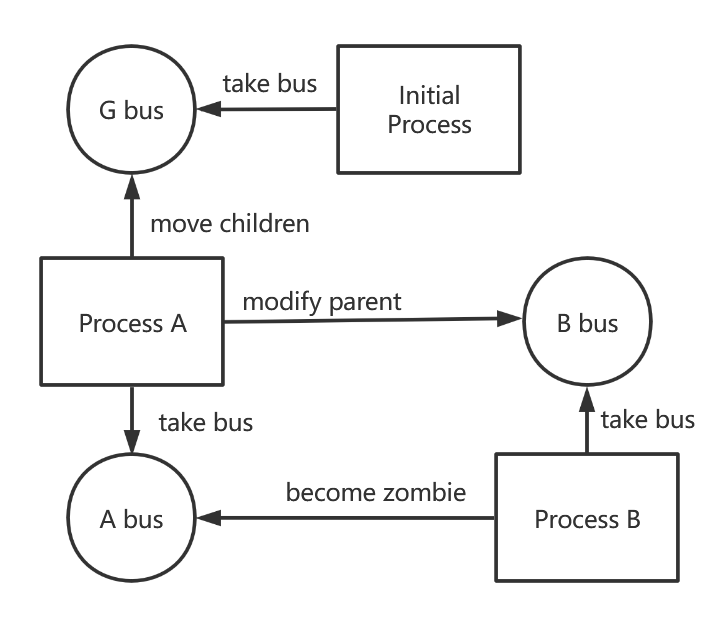 G bus
take bus
Initial
Process
move children
Process A
modify parent
B bus
take bus
take bus
A bus
become zombie
Process B